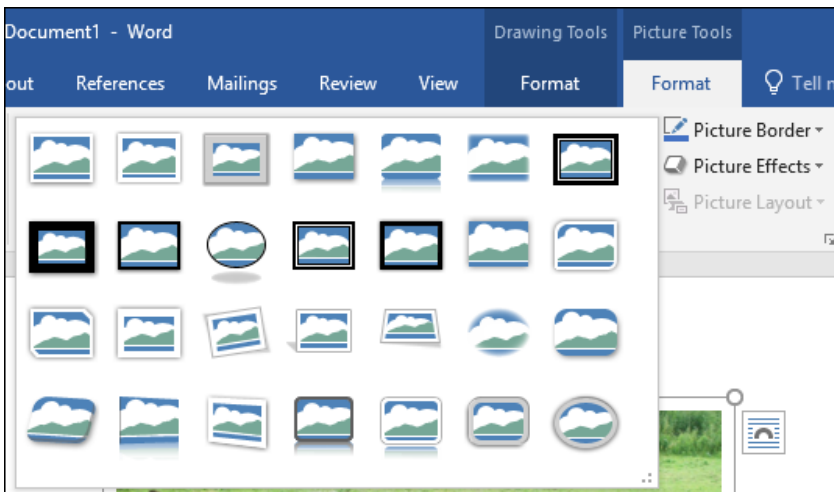 Document1 - Word
Drawing Tools
Picture Tools
out
References
Mailings
Review
View
Format
Format
Tell
Picture Border
Picture Effects
Picture Layout